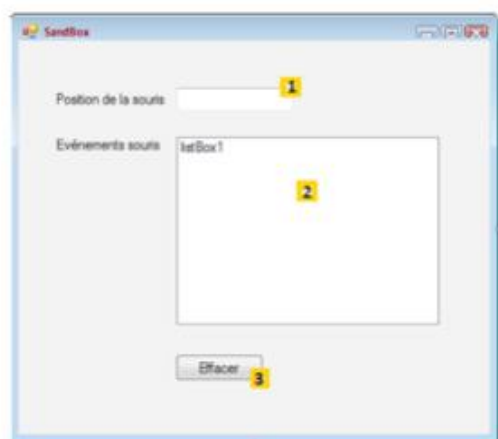 SandBox
Position de la souris
1
Evénements souris
listBox1
2
Effacer
3